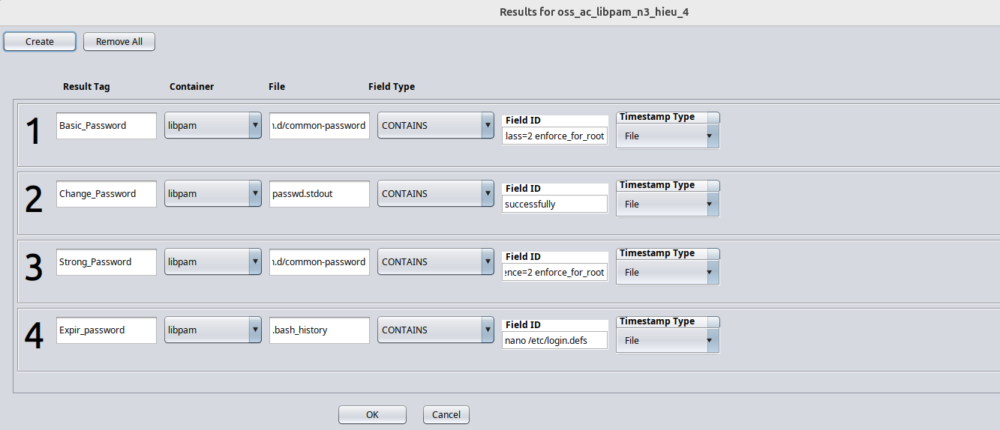 Results for oss_ac_libpam_n3_hieu_4
Create Remove All
Result Tag Container File Field Type
1 Basic_Password libpam ı.d/common-password CONTAINS Field ID lass=2 enforce_for_root Timestamp Type File
2 Change_Password libpam passwd.stdout CONTAINS Field ID successfully Timestamp Type File
3 Strong_Password libpam ı.d/common-password CONTAINS Field ID ence=2 enforce_for_root Timestamp Type File
4 Expir_password libpam .bash_history CONTAINS Field ID nano /etc/login.defs Timestamp Type File
OK Cancel